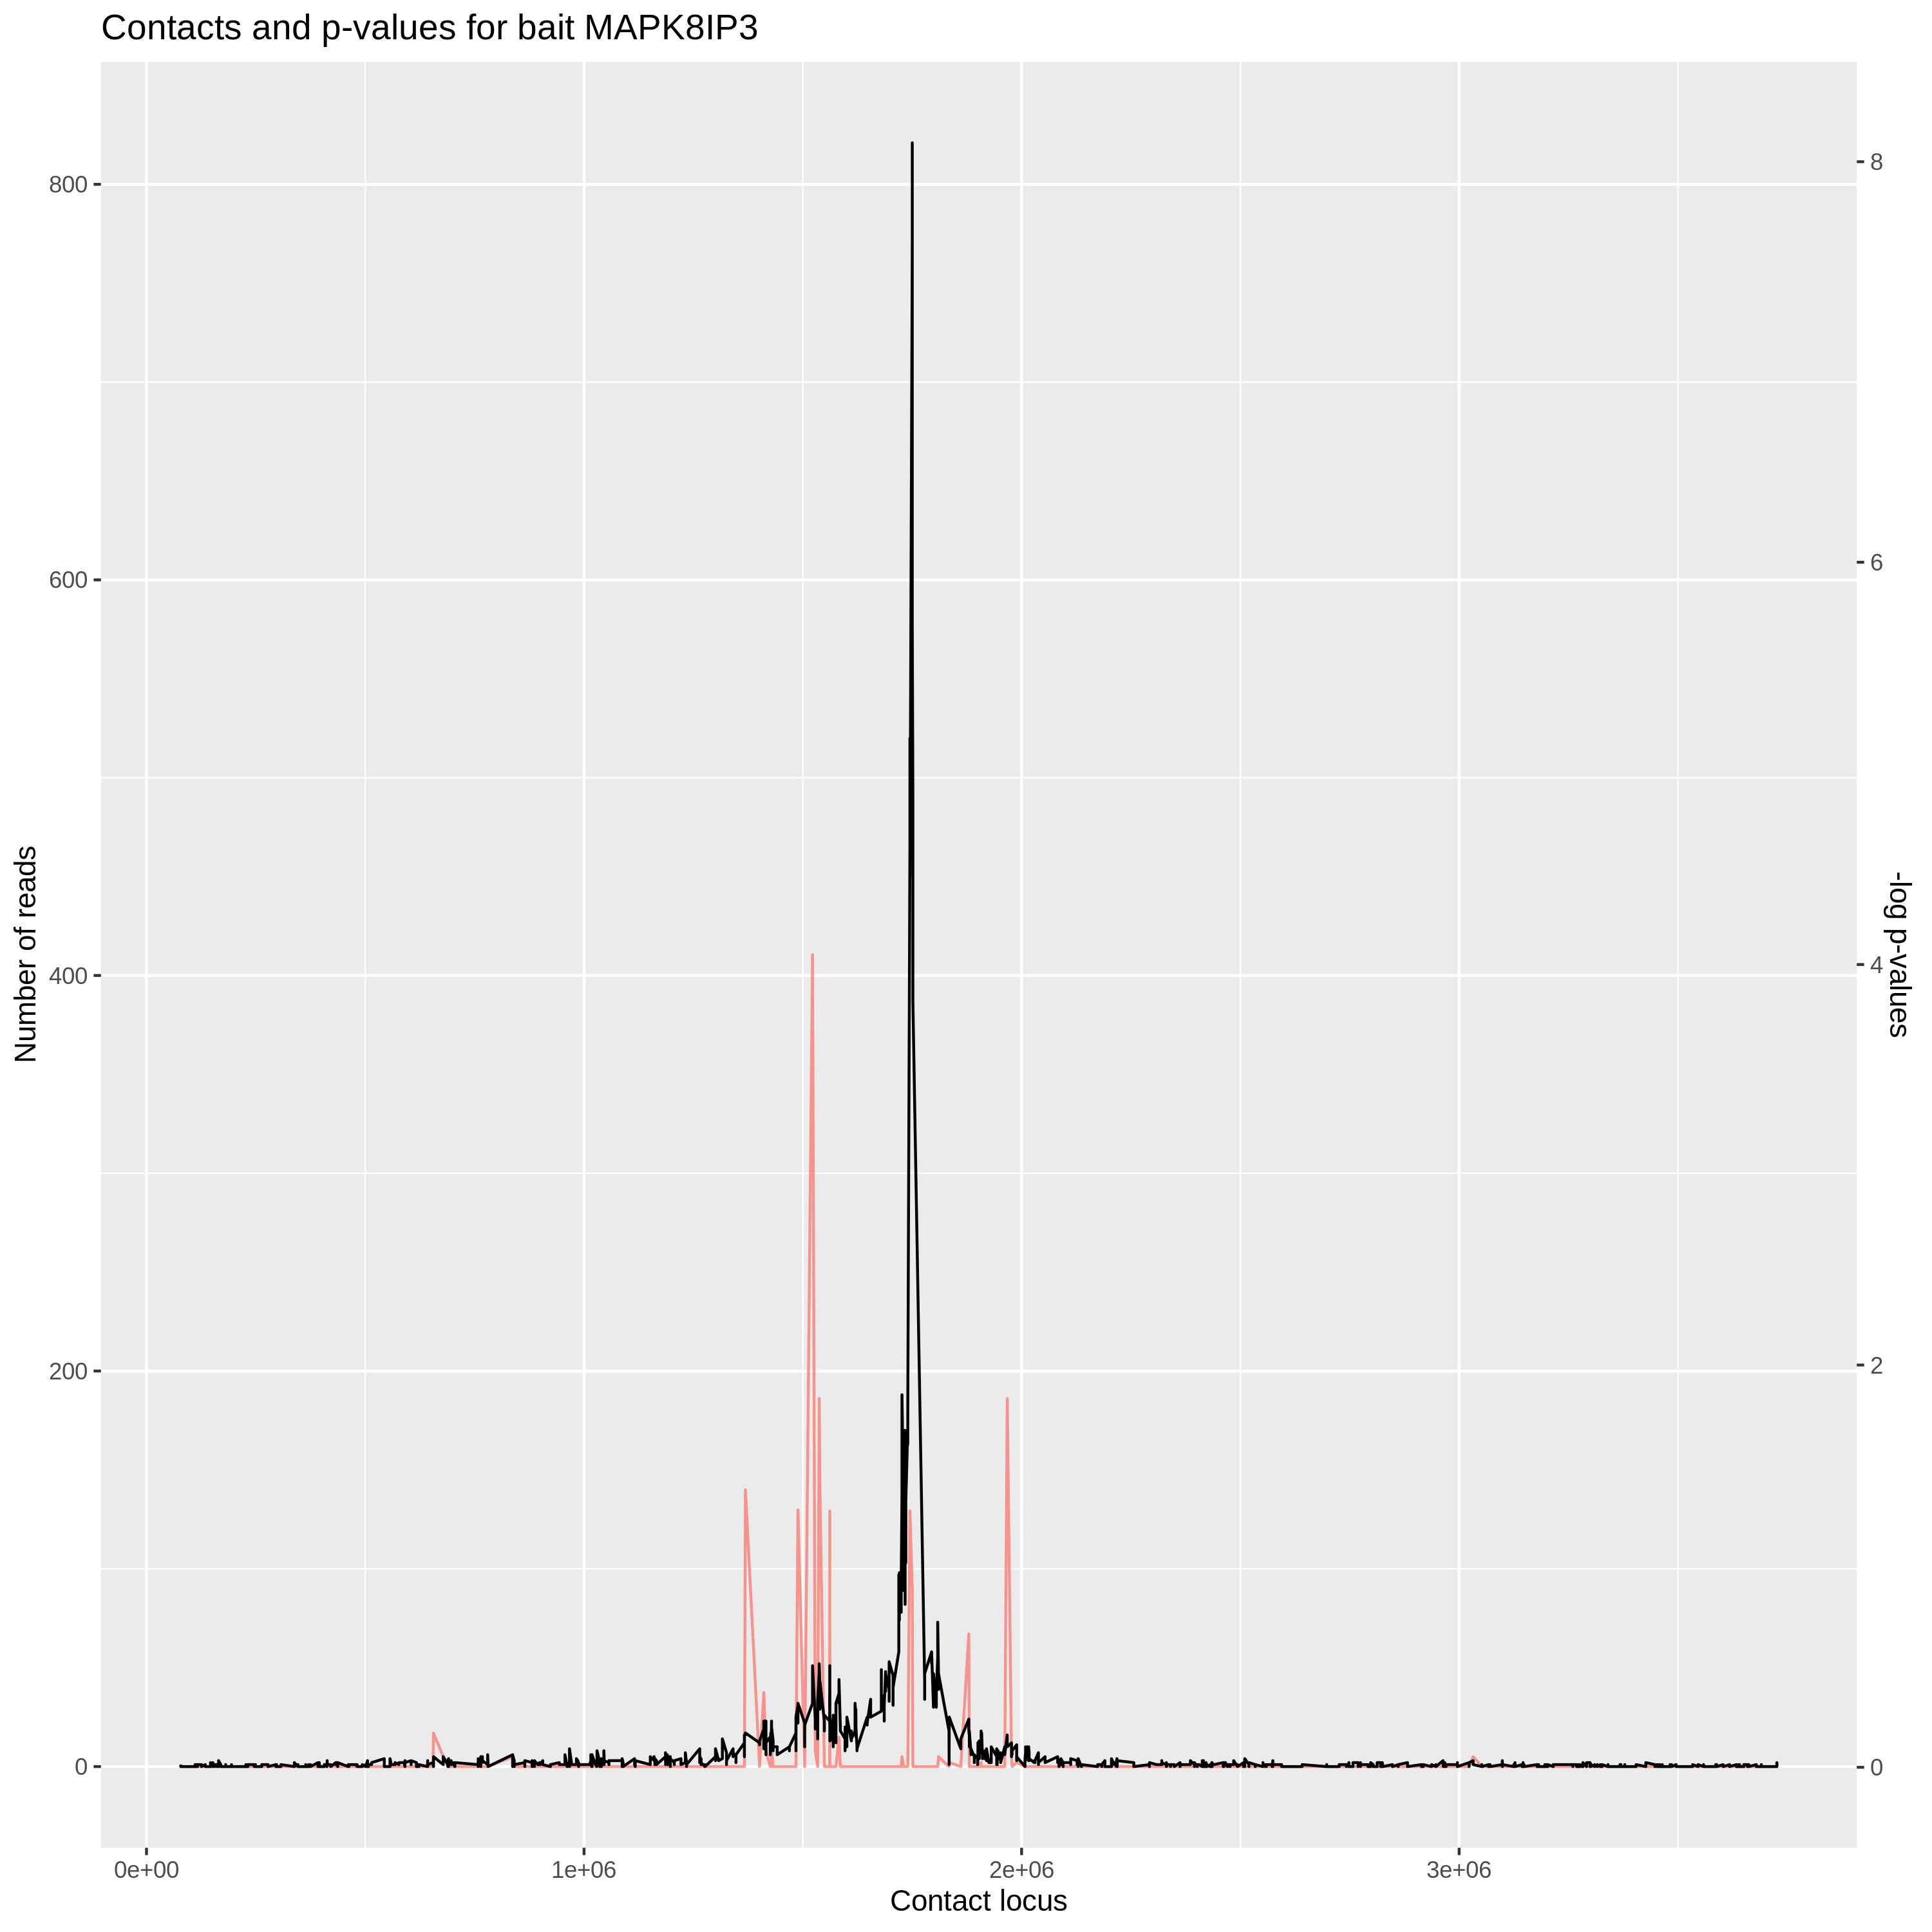 Contacts and p-values for bait MAPK8IP3
800
600
400
200
0
Number of reads
8
6
4
2
0
-log p-values
0e+00
1e+06
2e+06
3e+06
Contact locus